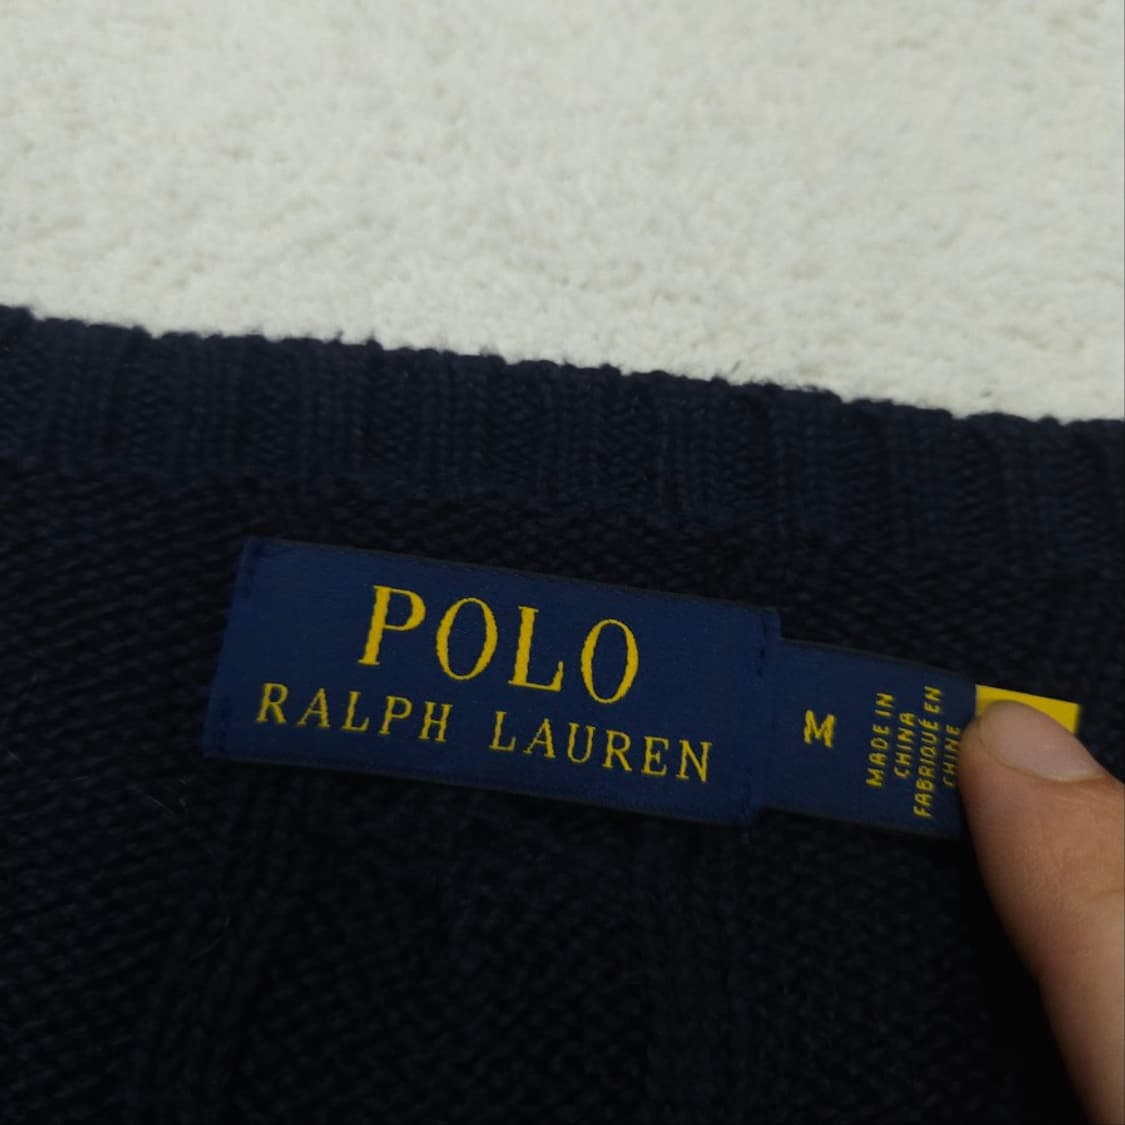 POLO
RALPH LAUREN
M
MADE IN
CHINA
FABRIQUÉ EN
CHINE